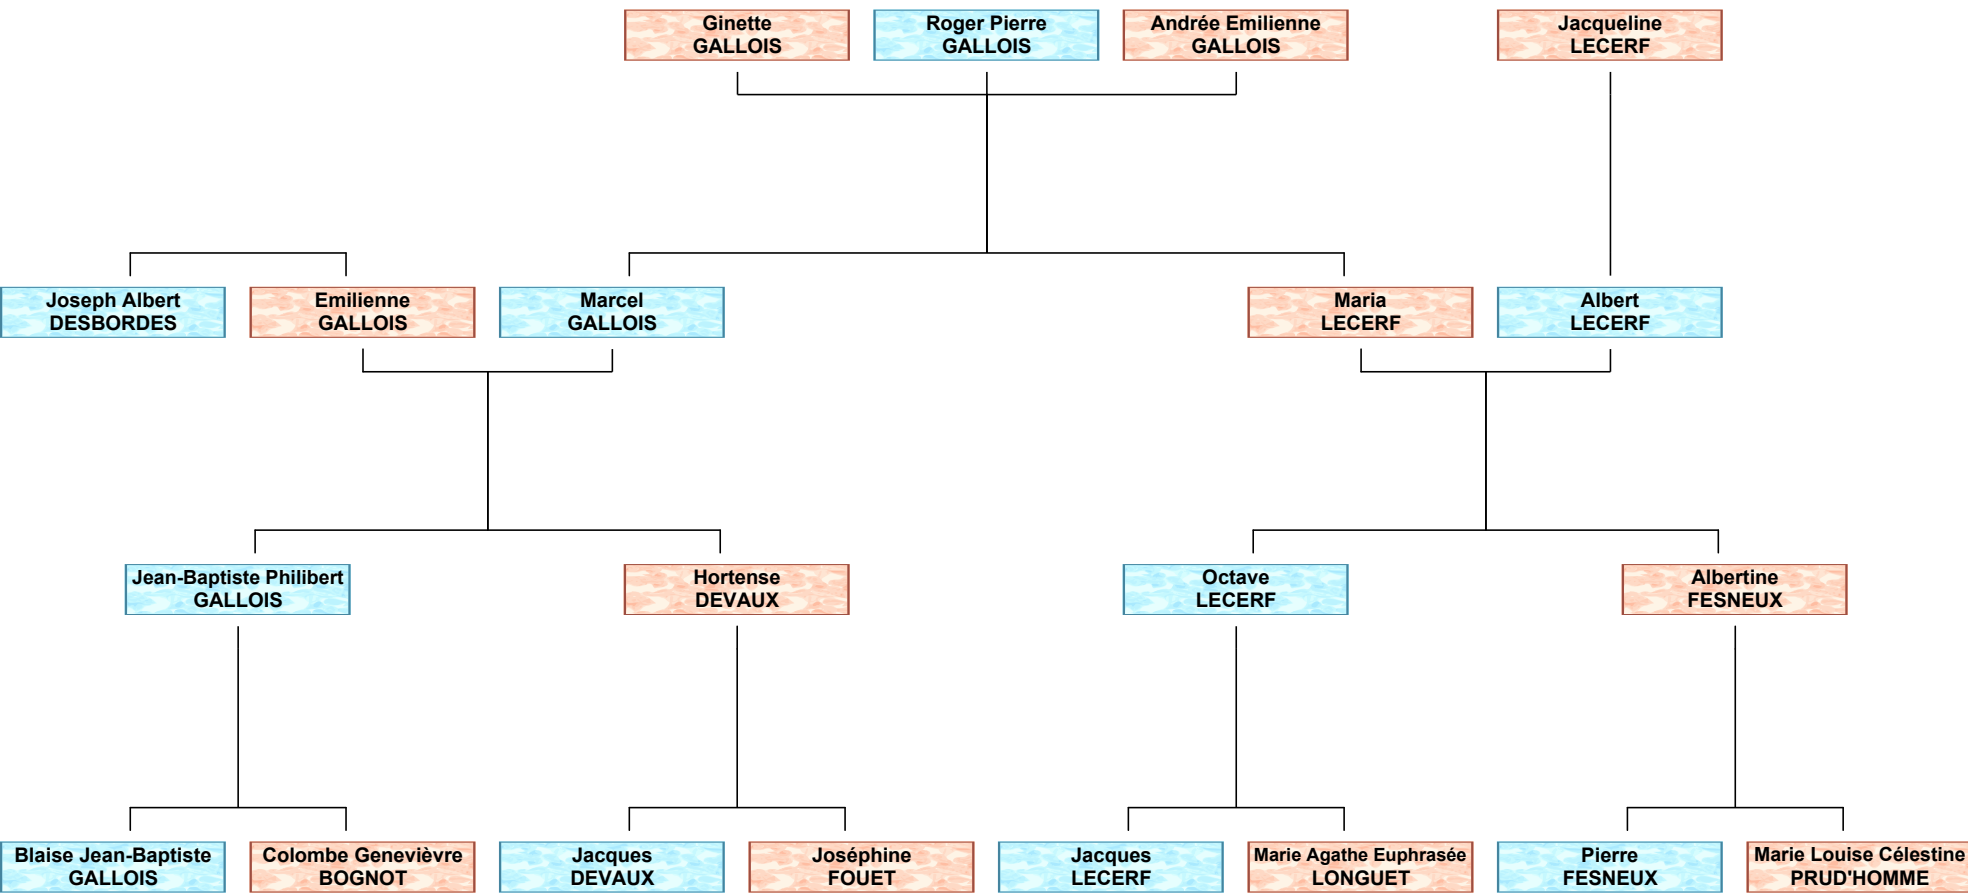 Ginette
GALLOIS
Roger Pierre
GALLOIS
Andrée Emilienne
GALLOIS
Jacqueline
LECERF
Joseph Albert
DESBORDES
Emilienne
GALLOIS
Marcel
GALLOIS
Maria
LECERF
Albert
LECERF
Jean-Baptiste Philibert
GALLOIS
Hortense
DEVAUX
Octave
LECERF
Albertine
FESNEUX
Blaise Jean-Baptiste
GALLOIS
Colombe Genevièvre
BOGNOT
Jacques
DEVAUX
Joséphine
FOUET
Jacques
LECERF
Marie Agathe Euphrasée
LONGUET
Pierre
FESNEUX
Marie Louise Célestine
PRUD'HOMME